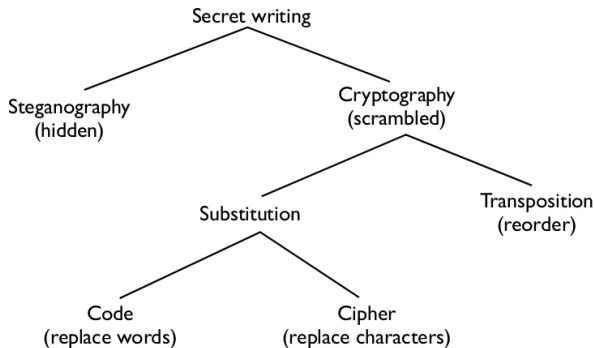 Secret writing
Steganography
(hidden)
Cryptography
(scrambled)
Substitution
Transposition
(reorder)
Code
(replace words)
Cipher
(replace characters)